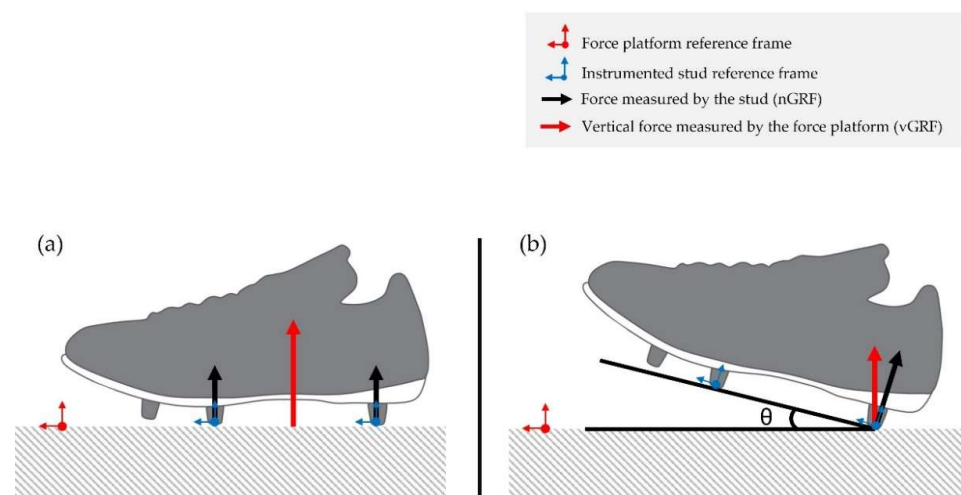 Force platform reference frame
Instrumented stud reference frame
Force measured by the stud (nGRF)
Vertical force measured by the force platform (vGRF)
(a)
(b)
θ